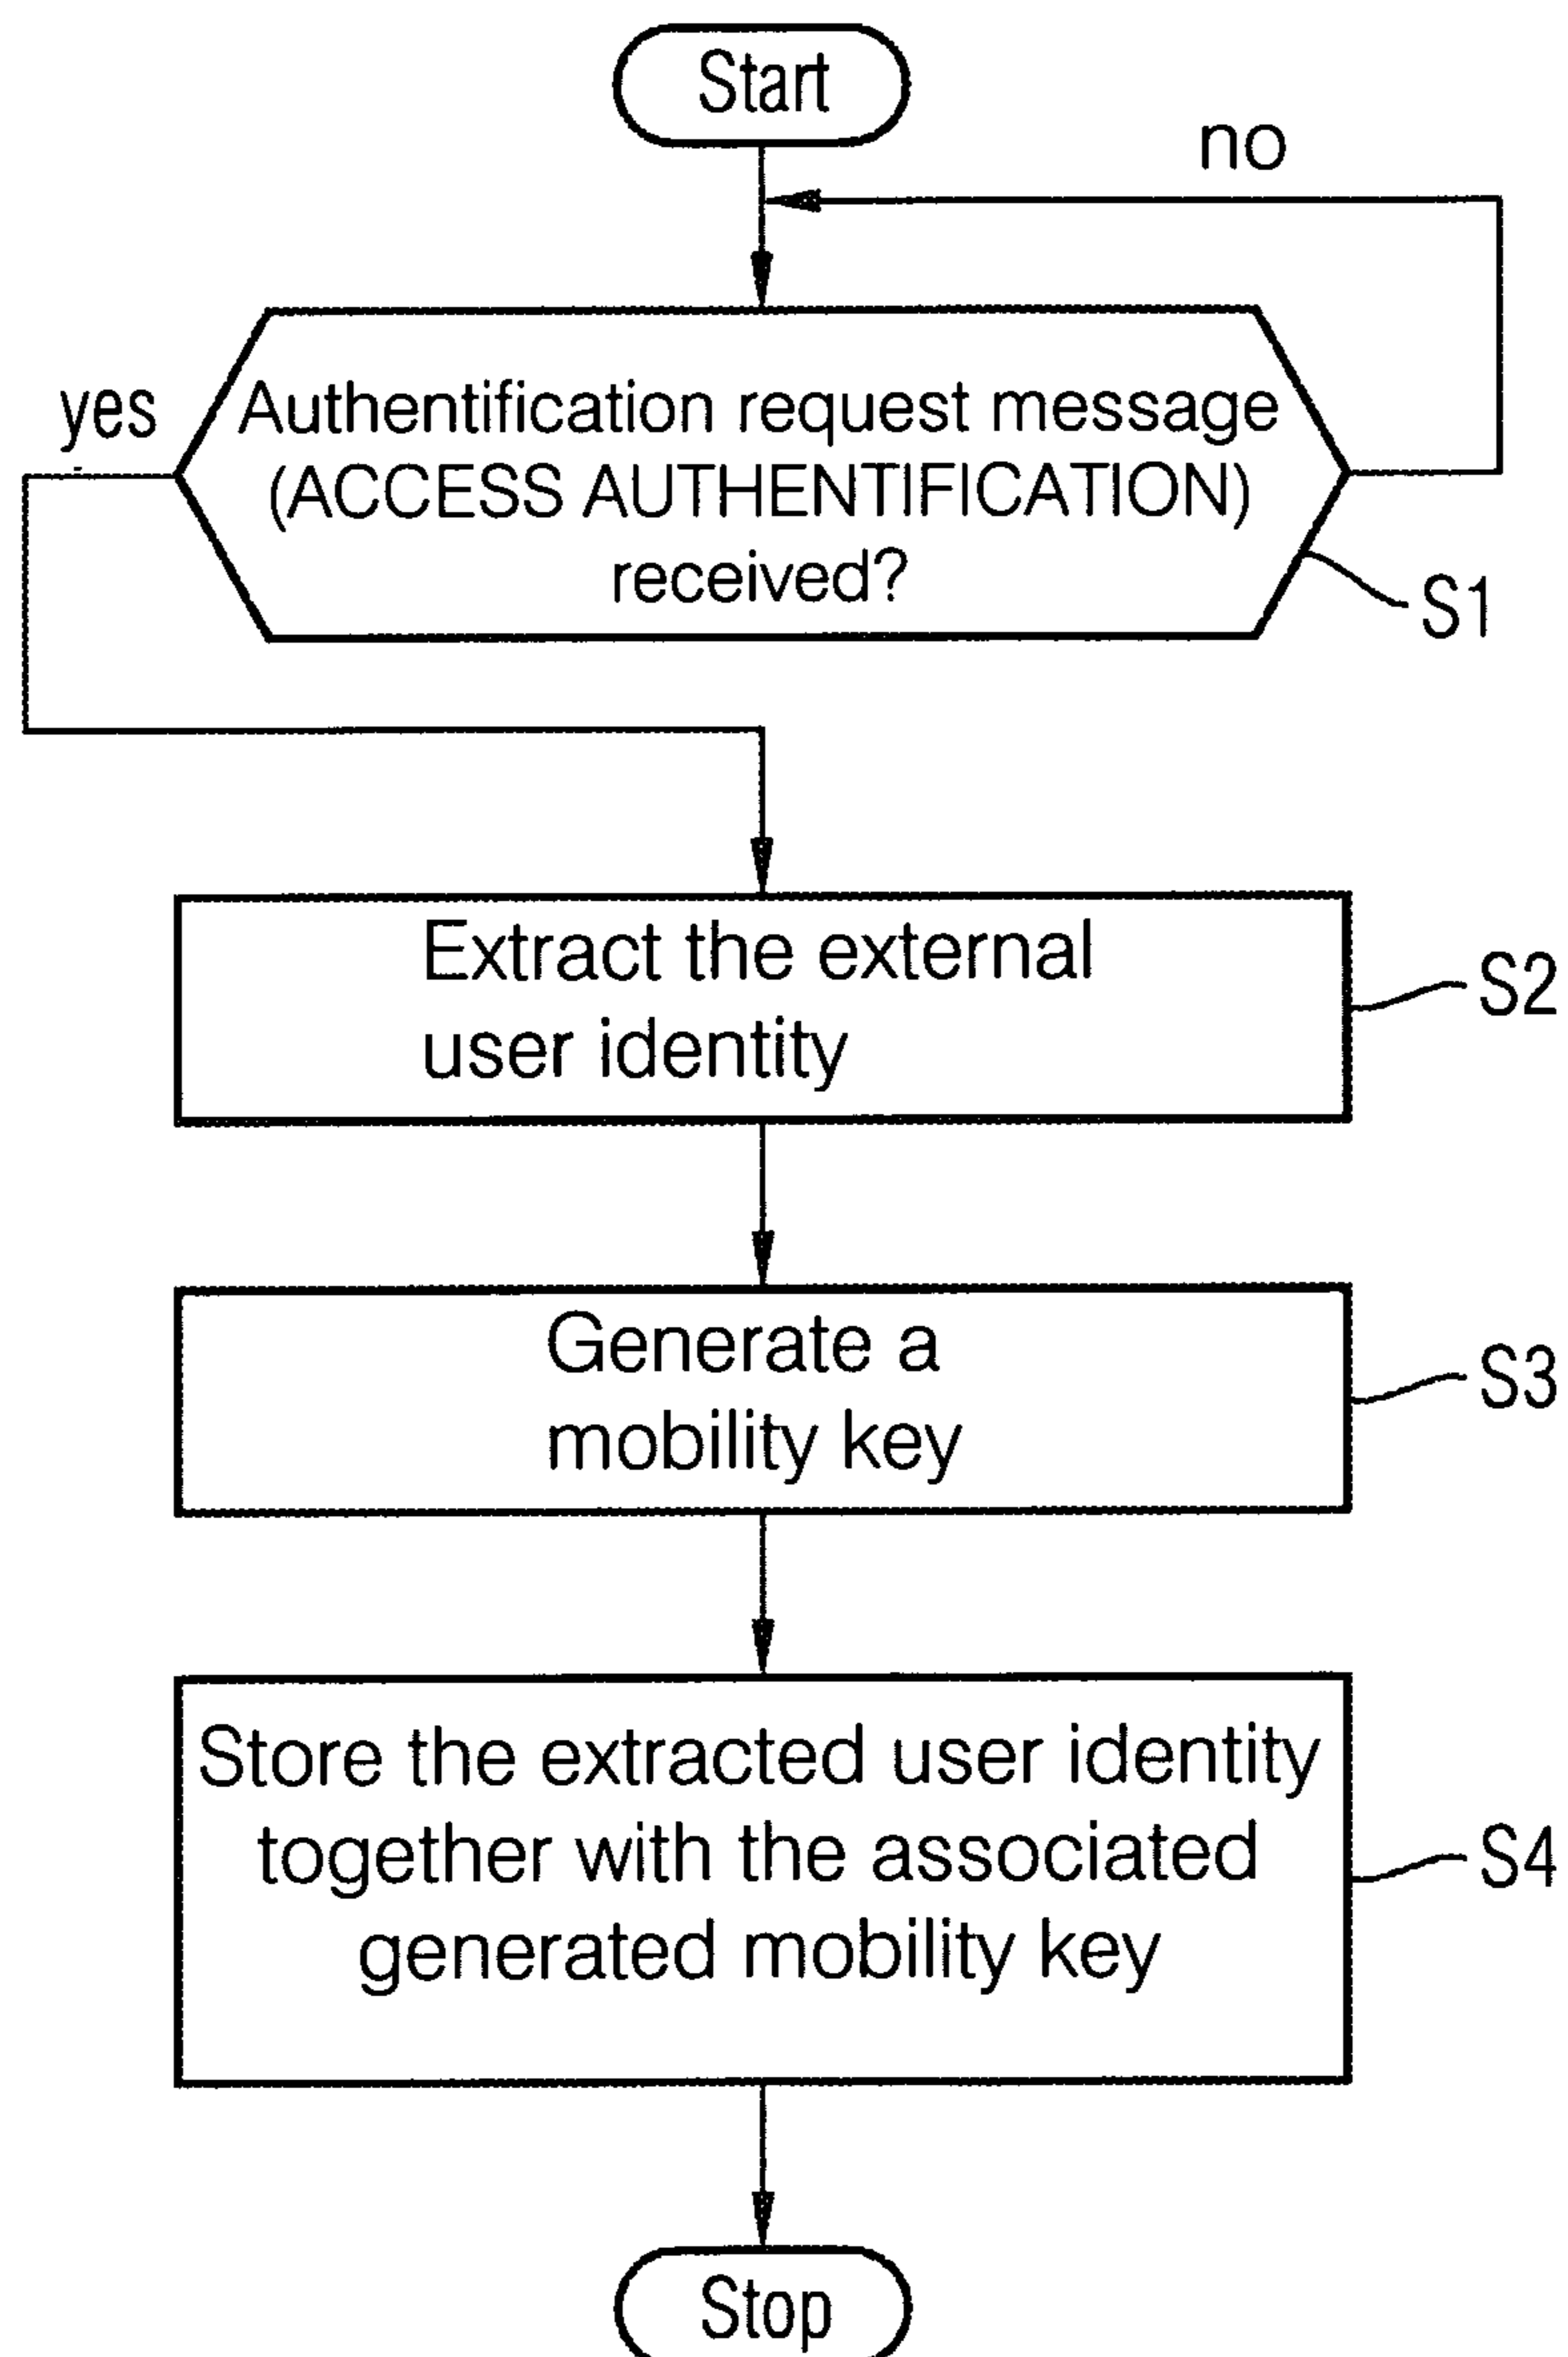 Start
no
yes
Authentification request message
(ACCESS AUTHENTIFICATION)
received?
S1
Extract the external
user identity
S2
Generate a
mobility key
S3
Store the extracted user identity
together with the associated
generated mobility key
S4
Stop